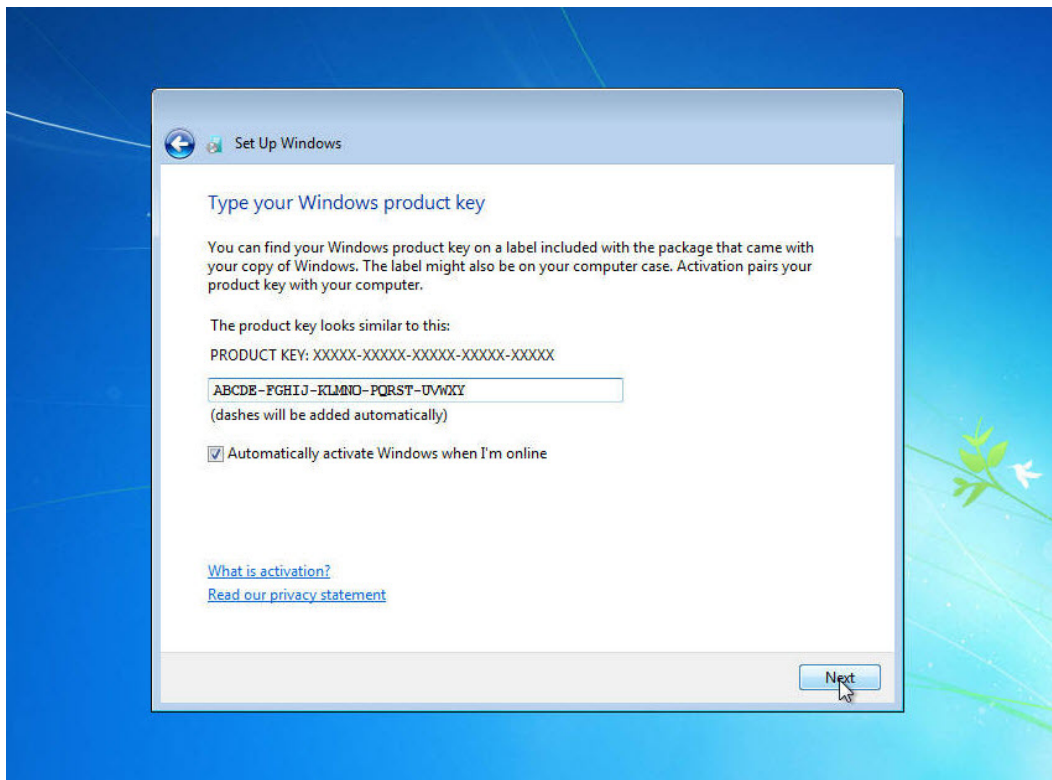 Set Up Windows
Type your Windows product key
You can find your Windows product key on a label included with the package that came with
your copy of Windows. The label might also be on your computer case. Activation pairs your
product key with your computer.
The product key looks similar to this:
PRODUCT KEY: XXXXX-XXXXX-XXXXX-XXXXX-XXXXX
ABCDE-FGHIJ-KLMNO-PQRST-UVWXY
(dashes will be added automatically)
Automatically activate Windows when I'm online
What is activation?
Read our privacy statement
Next